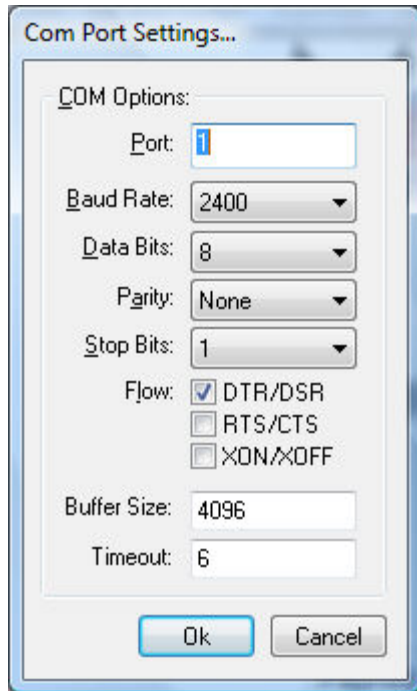 Com Port Settings...
COM Options:
Port: 1
Baud Rate: 2400
Data Bits: 8
Parity: None
Stop Bits: 1
Flow: DTR/DSR
RTS/CTS
XON/XOFF
Buffer Size: 4096
Timeout: 6
Ok Cancel